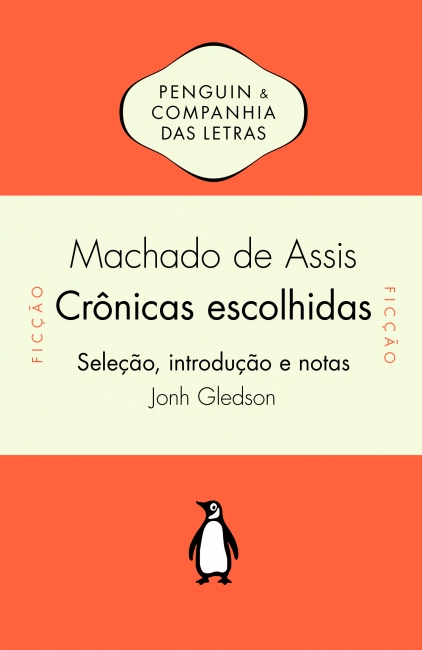 PENGUIN &
COMPANHIA
DAS LETRAS
Machado de Assis
Crônicas escolhidas
FICÇÃO
FICÇÃO
Seleção, introdução e notas
Jonh Gledson